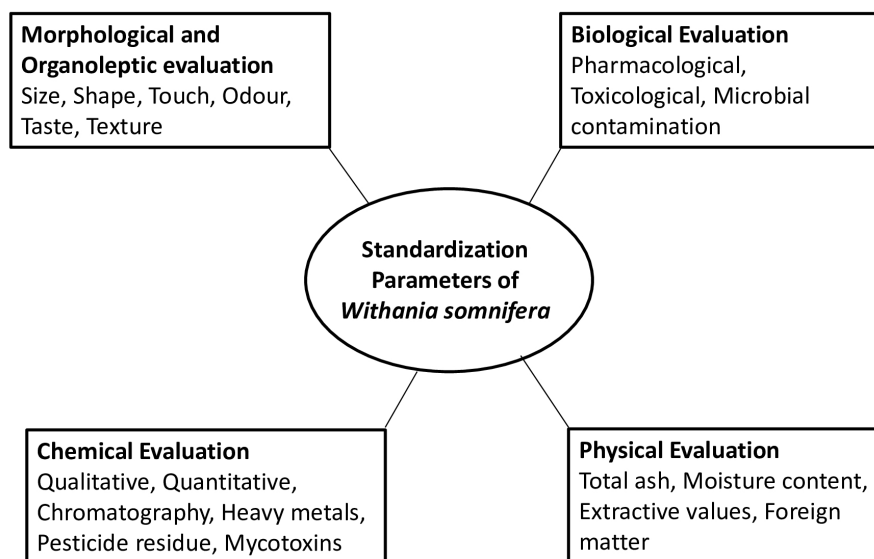 Morphological and
Organoleptic evaluation
Size, Shape, Touch, Odour,
Taste, Texture
Biological Evaluation
Pharmacological,
Toxicological, Microbial
contamination
Standardization
Parameters of
Withania somnifera
Chemical Evaluation
Qualitative, Quantitative,
Chromatography, Heavy metals,
Pesticide residue, Mycotoxins
Physical Evaluation
Total ash, Moisture content,
Extractive values, Foreign
matter